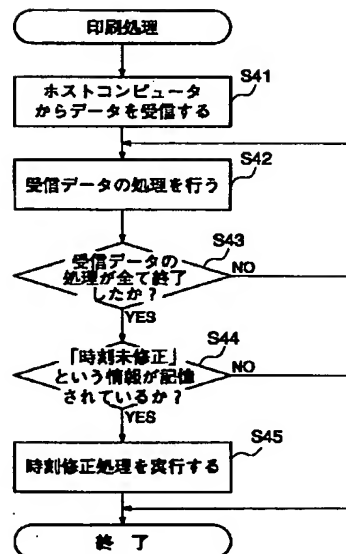 印刷処理
S41
ホストコンピュータ
からデータを受信する
S42
受信データの処理を行う
S43
受信データの
処理が全て終了
したか?
NO
YES
S44
「時刻未修正」
という情報が記憶
されているか?
NO
YES
S45
時刻修正処理を実行する
終 了